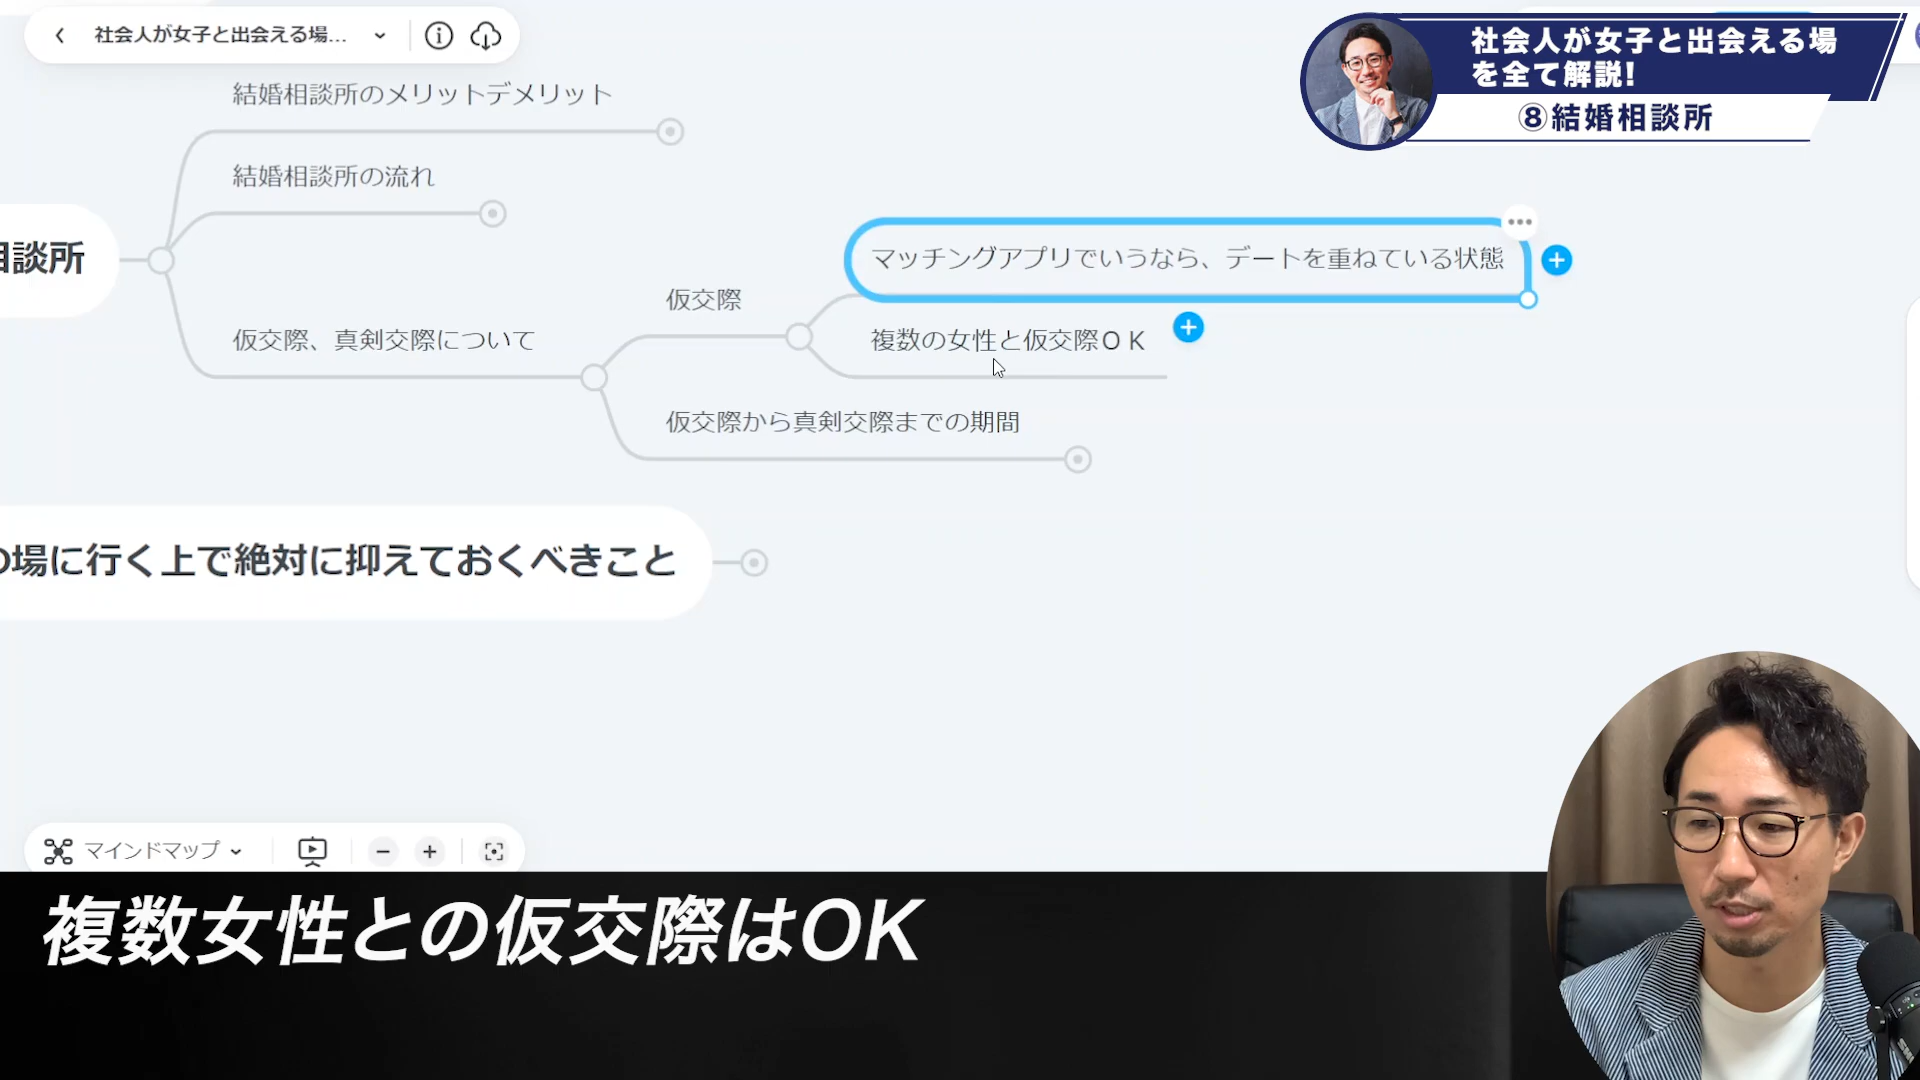 社会人が女子と出会える場...
社会人が女子と出会える場
を全て解説!
⑧結婚相談所
結婚相談所のメリットデメリット
結婚相談所の流れ
相談所
マッチングアプリでいうなら、デートを重ねている状態
仮交際
仮交際、真剣交際について
複数の女性と仮交際ＯＫ
仮交際から真剣交際までの期間
の場に行く上で絶対に抑えておくべきこと
マインドマップ
複数女性との仮交際はOK